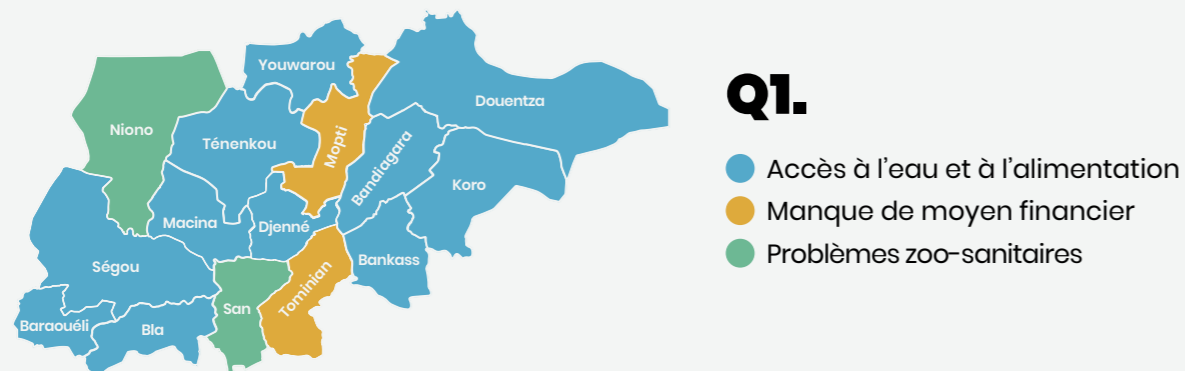 Youwarou
Douentza
Niono
Ténenkou
Mopti
Bandiagara
Koro
Macina
Djenné
Bankass
Ségou
Tominian
San
Baraouéli
Bla
Q1.
Accès à l'eau et à l'alimentation
Manque de moyen financier
Problèmes zoo-sanitaires